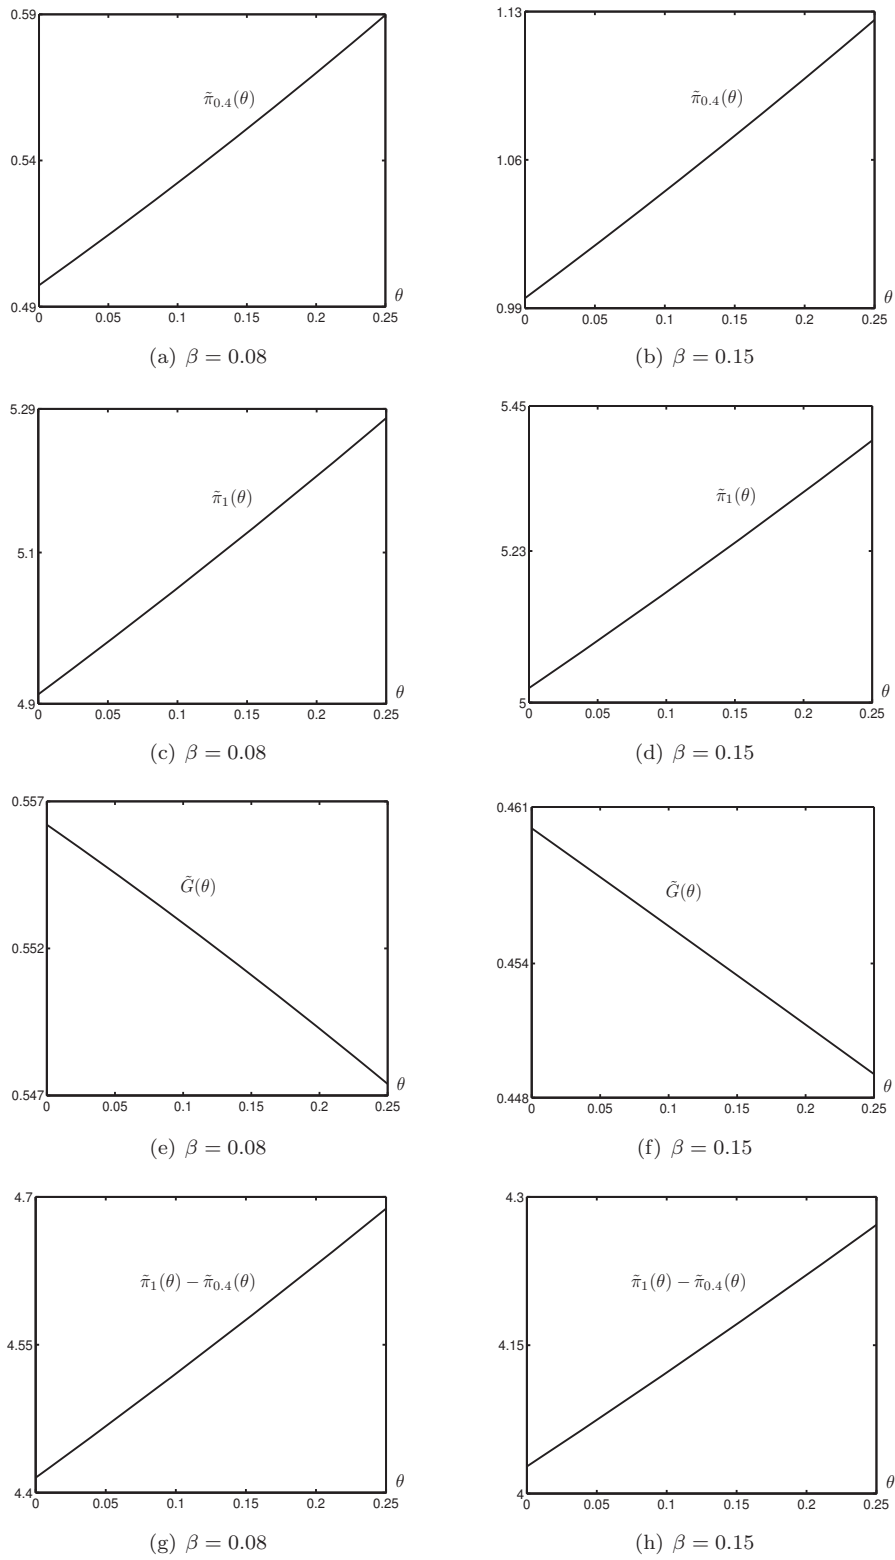 0.59
π̃0.4(θ)
0.54
0.49
θ
0 0.05 0.1 0.15 0.2 0.25
(a) β = 0.08
1.13
π̃0.4(θ)
1.06
0.99
θ
0 0.05 0.1 0.15 0.2 0.25
(b) β = 0.15
5.29
π̃1(θ)
5.1
4.9
θ
0 0.05 0.1 0.15 0.2 0.25
(c) β = 0.08
5.45
π̃1(θ)
5.23
5
θ
0 0.05 0.1 0.15 0.2 0.25
(d) β = 0.15
0.557
G̃(θ)
0.552
0.547
θ
0 0.05 0.1 0.15 0.2 0.25
(e) β = 0.08
0.461
G̃(θ)
0.454
0.448
θ
0 0.05 0.1 0.15 0.2 0.25
(f) β = 0.15
4.7
π̃1(θ) − π̃0.4(θ)
4.55
4.4
θ
0 0.05 0.1 0.15 0.2 0.25
(g) β = 0.08
4.3
π̃1(θ) − π̃0.4(θ)
4.15
4
θ
0 0.05 0.1 0.15 0.2 0.25
(h) β = 0.15